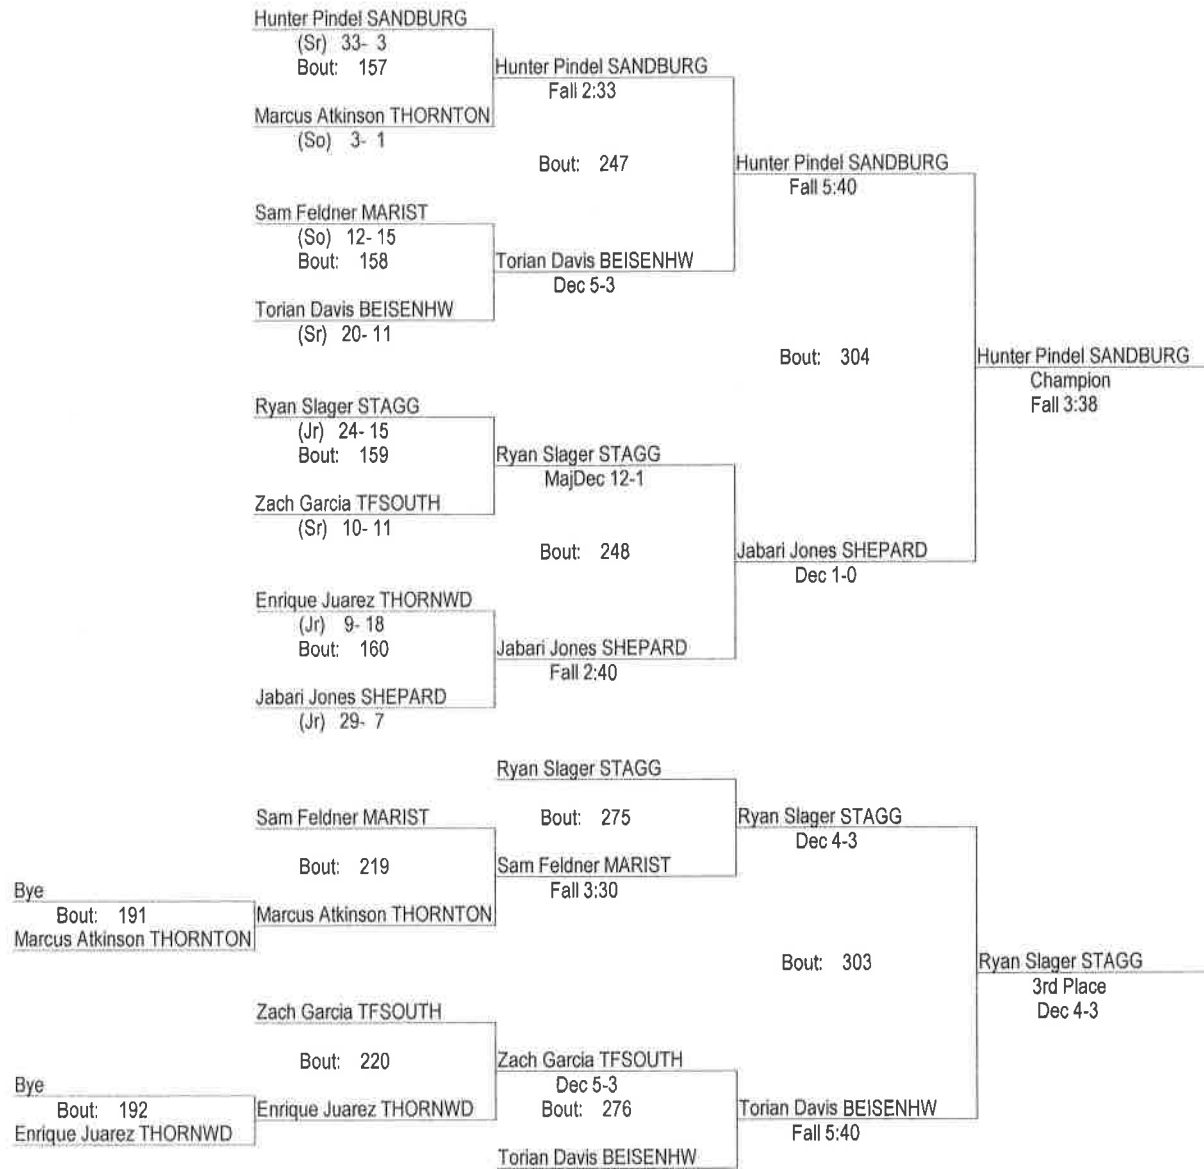 Hunter Pindel SANDBURG
(Sr) 33- 3
Bout: 157
Hunter Pindel SANDBURG
Fall 2:33
Marcus Atkinson THORNTON
(So) 3- 1
Bout: 247
Hunter Pindel SANDBURG
Fall 5:40
Sam Feldner MARIST
(So) 12- 15
Bout: 158
Torian Davis BEISENHW
Dec 5-3
Torian Davis BEISENHW
(Sr) 20- 11
Bout: 304
Hunter Pindel SANDBURG
Champion
Fall 3:38
Ryan Slager STAGG
(Jr) 24- 15
Bout: 159
Ryan Slager STAGG
MajDec 12-1
Zach Garcia TFSOUTH
(Sr) 10- 11
Bout: 248
Jabari Jones SHEPARD
Dec 1-0
Enrique Juarez THORNWD
(Jr) 9- 18
Bout: 160
Jabari Jones SHEPARD
Fall 2:40
Jabari Jones SHEPARD
(Jr) 29- 7
Ryan Slager STAGG
Sam Feldner MARIST
Bout: 275
Ryan Slager STAGG
Dec 4-3
Bout: 219
Sam Feldner MARIST
Fall 3:30
Bye
Bout: 191
Marcus Atkinson THORNTON
Marcus Atkinson THORNTON
Bout: 303
Ryan Slager STAGG
3rd Place
Dec 4-3
Zach Garcia TFSOUTH
Bout: 220
Zach Garcia TFSOUTH
Dec 5-3
Bye
Bout: 192
Enrique Juarez THORNWD
Enrique Juarez THORNWD
Bout: 276
Torian Davis BEISENHW
Fall 5:40
Torian Davis BEISENHW